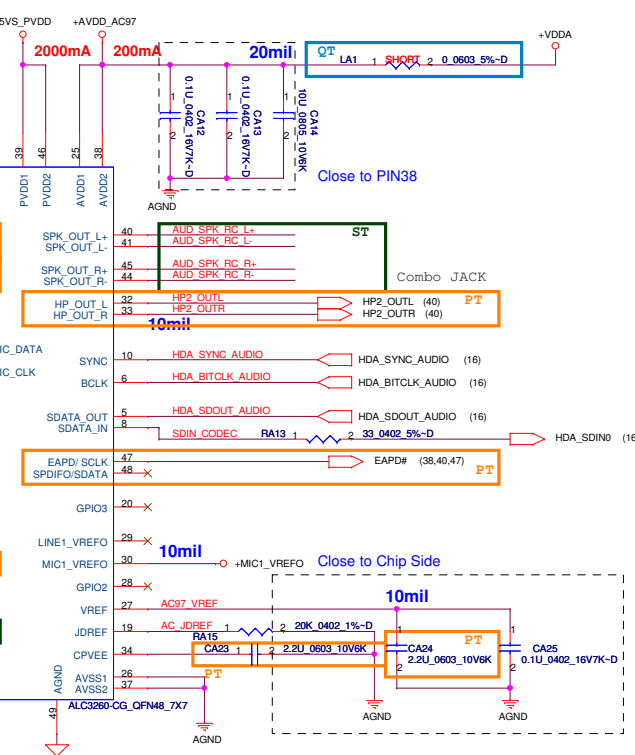 5VS_PVDD
+AVDD_AC97
2000mA
200mA
20mil
QT
LA1 1 SHORT 2 0_0603_5%~D
+VDDA
1
2
0.1U_0402_16V7K~D
CA12
1
2
0.1U_0402_16V7K~D
CA13
1
2
10U_0805_10V6K
CA14
Close to PIN38
AGND
39
46
25
38
PVDD1
PVDD2
AVDD1
AVDD2
SPK_OUT_L+ 40 AUD_SPK_RC_L+
SPK_OUT_L- 41 AUD_SPK_RC_L-
ST
SPK_OUT_R+ 45 AUD_SPK_RC_R+
SPK_OUT_R- 44 AUD_SPK_RC_R-
Combo JACK
HP_OUT_L 32 HP2_OUTL HP2_OUTL (40) PT
HP_OUT_R 33 HP2_OUTR HP2_OUTR (40)
10mil
IC_DATA
SYNC 10 HDA_SYNC_AUDIO HDA_SYNC_AUDIO (16)
IC_CLK
BCLK 6 HDA_BITCLK_AUDIO HDA_BITCLK_AUDIO (16)
SDATA_OUT 5 HDA_SDOUT_AUDIO HDA_SDOUT_AUDIO (16)
SDATA_IN 8 SDIN_CODEC RA13 1 2 33_0402_5%~D HDA_SDIN0 (16
EAPD/ SCLK 47 EAPD# (38,40,47)
SPDIFO/SDATA 48 PT
GPIO3 20
LINE1_VREFO 29
10mil
MIC1_VREFO 30 +MIC1_VREFO Close to Chip Side
GPIO2 28
10mil
VREF 27 AC97_VREF
JDREF 19 AC_JDREF 1 2 20K_0402_1%~D
RA15
CPVEE 34 CA23 1 2 2.2U_0603_10V6K
PT
1
2
CA24
2.2U_0603_10V6K
PT
1
2
CA25
0.1U_0402_16V7K~D
AVSS1 26
AVSS2 37
AGND
49
ALC3260-CG_QFN48_7X7
AGND
AGND
AGND